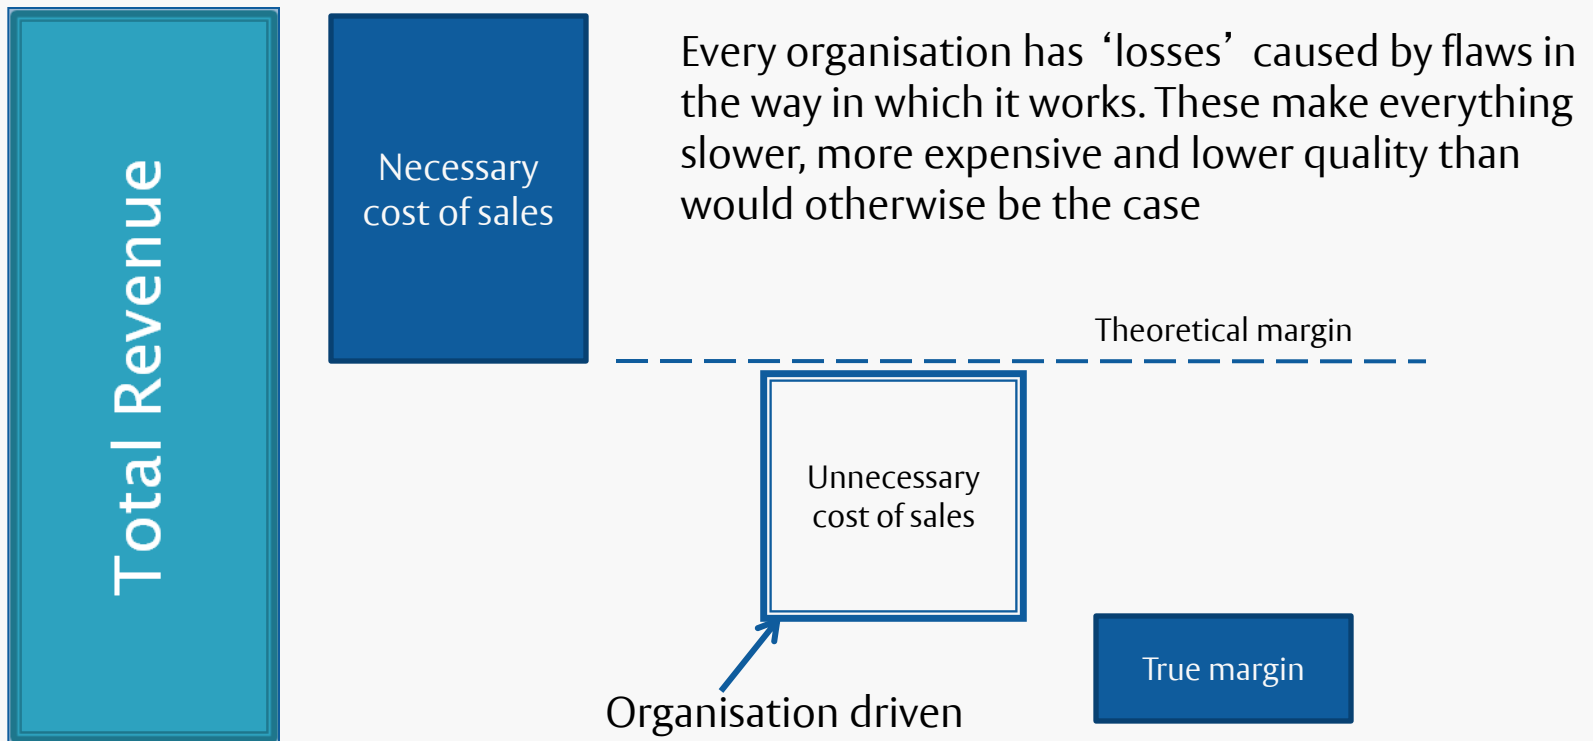 Total Revenue
Necessary
cost of sales
Every organisation has ‘losses’ caused by flaws in
the way in which it works. These make everything
slower, more expensive and lower quality than
would otherwise be the case
Theoretical margin
Unnecessary
cost of sales
True margin
Organisation driven